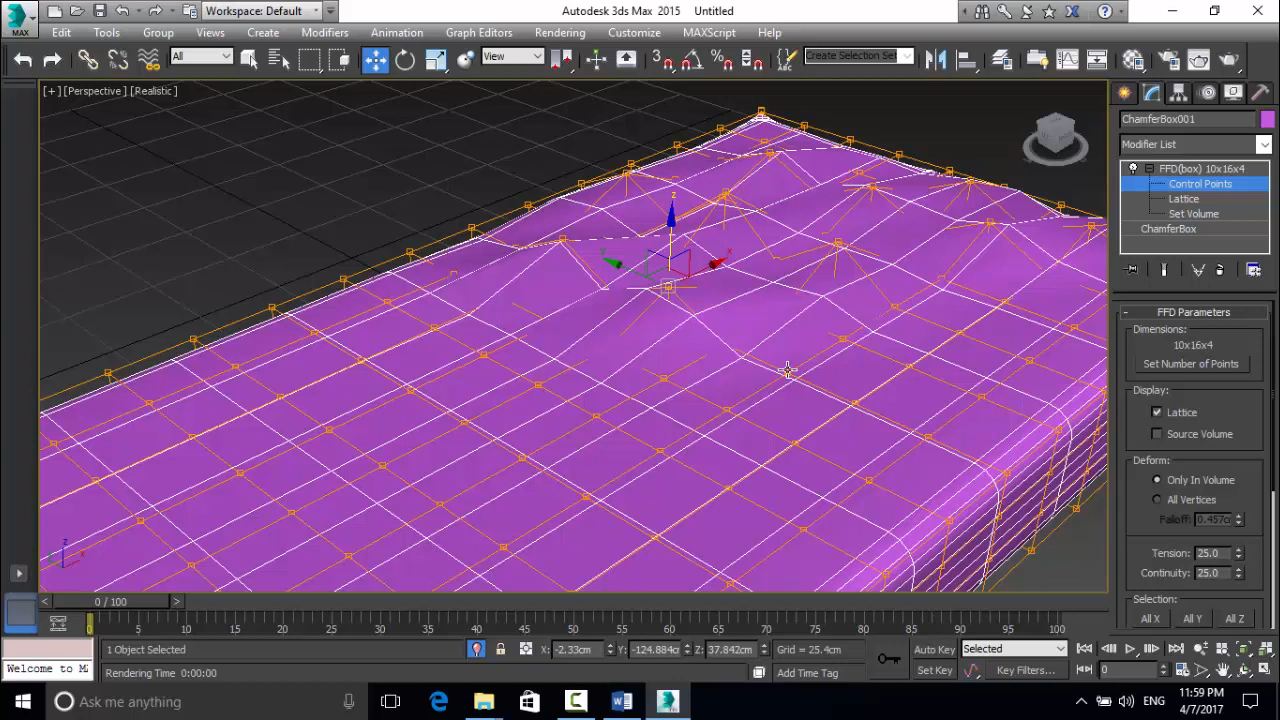 MAX
Workspace: Default
Autodesk 3ds Max 2015 Untitled
Edit Tools Group Views Create Modifiers Animation Graph Editors Rendering Customize MAXScript Help
All
View
3
Create Selection Set
[+] [Perspective ] [Realistic ]
z
x
y
ChamferBox001
Modifier List
FFD(box) 10x16x4
Control Points
Lattice
Set Volume
ChamferBox
- FFD Parameters
Dimensions:
10x16x4
Set Number of Points
Display:
Lattice
Source Volume
Deform:
Only In Volume
All Vertices
Falloff:
Tension: 25.0
Continuity: 25.0
Selection:
All X All Y All Z
z
x
< 0 / 100 >
0 5 10 15 20 25 30 35 40 45 50 55 60 65 70 75 80 85 90 95 100
1 Object Selected
X: -2.33cm Y: -124.884cm Z: 37.842cm Grid = 25.4cm
Auto Key Selected
Welcome to M
Rendering Time 0:00:00
Add Time Tag
Set Key Key Filters...
0
Ask me anything
ENG
11:59 PM
4/7/2017